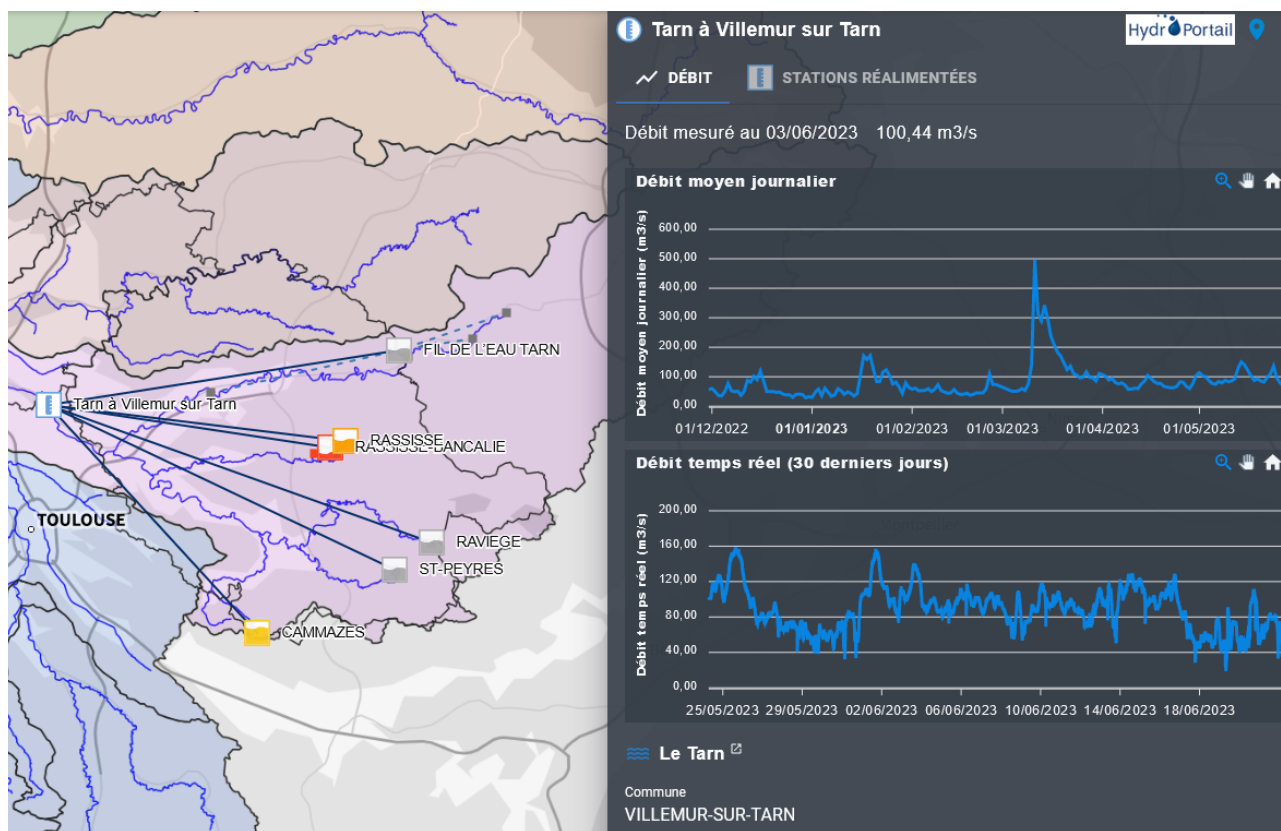 Tarn à Villemur sur Tarn
Hydr Portail
DÉBIT
STATIONS RÉALIMENTÉES
Débit mesuré au 03/06/2023 100,44 m3/s
Débit moyen journalier
Débit moyen journalier (m3/s)
600,00
500,00
400,00
300,00
200,00
100,00
0,00
01/12/2022 01/01/2023 01/02/2023 01/03/2023 01/04/2023 01/05/2023
Débit temps réel (30 derniers jours)
Débit temps réel (m3/s)
200,00
160,00
120,00
80,00
40,00
0,00
25/05/2023 29/05/2023 02/06/2023 06/06/2023 10/06/2023 14/06/2023 18/06/2023
Le Tarn
Commune
VILLEMUR-SUR-TARN
FIL DE L'EAU TARN
Tarn à Villemur sur Tarn
RASSISSE
RASSISSE-BANCALIE
TOULOUSE
RAVIEGE
ST-PEYRES
CAMMAZES